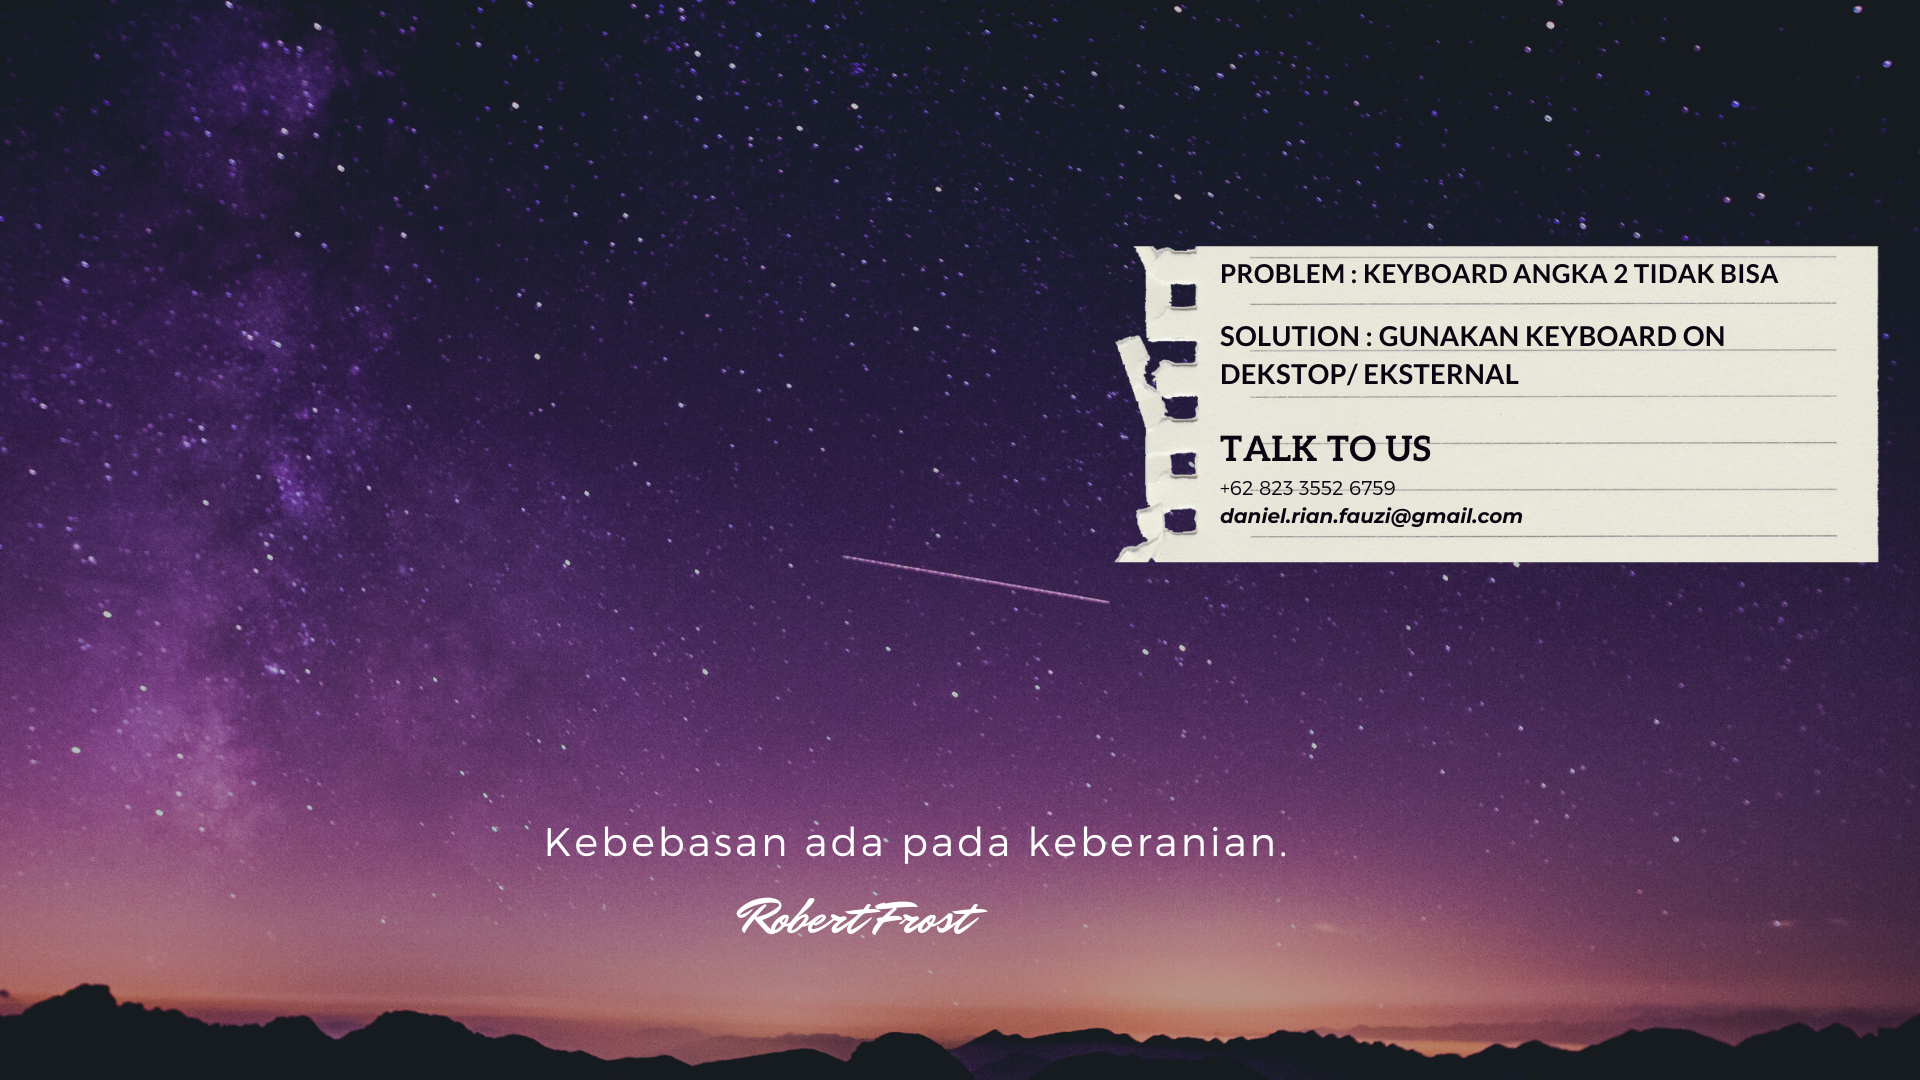 PROBLEM : KEYBOARD ANGKA 2 TIDAK BISA
SOLUTION : GUNAKAN KEYBOARD ON
DEKSTOP/ EKSTERNAL
TALK TO US
+62 823 3552 6759
daniel.rian.fauzi@gmail.com
Kebebasan ada pada keberanian.
Robert Frost